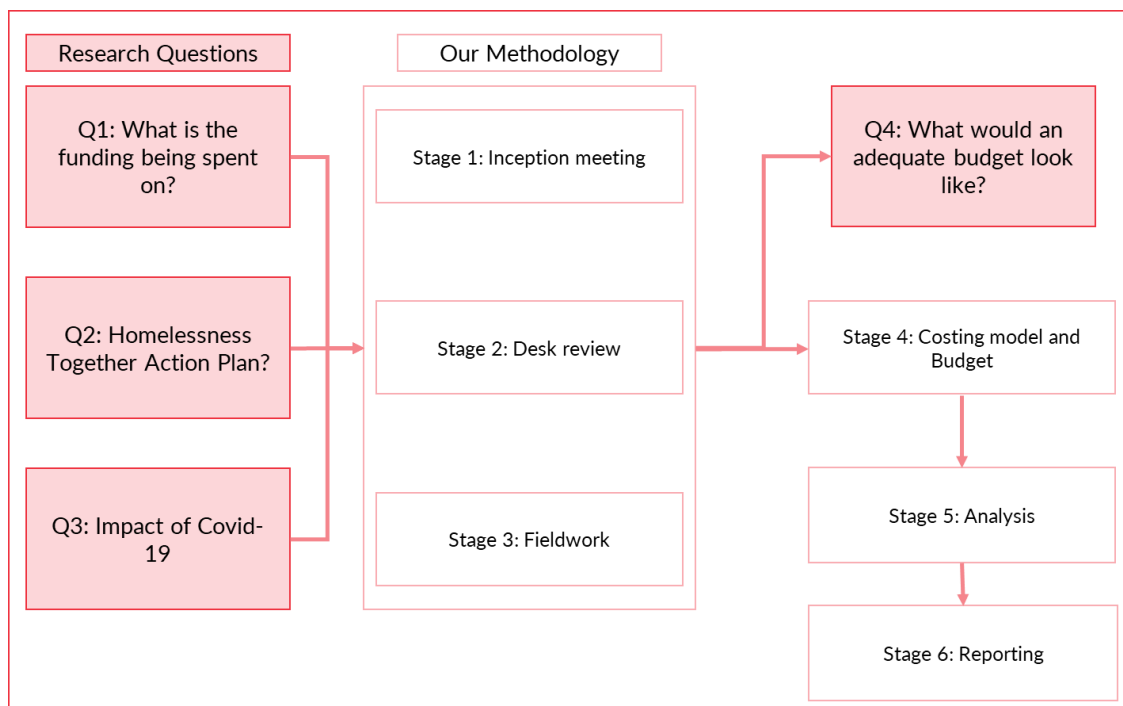 Research Questions
Our Methodology
Q1: What is the
funding being spent
on?
Q2: Homelessness
Together Action Plan?
Q3: Impact of Covid-
19
Stage 1: Inception meeting
Stage 2: Desk review
Stage 3: Fieldwork
Q4: What would an
adequate budget look
like?
Stage 4: Costing model and
Budget
Stage 5: Analysis
Stage 6: Reporting